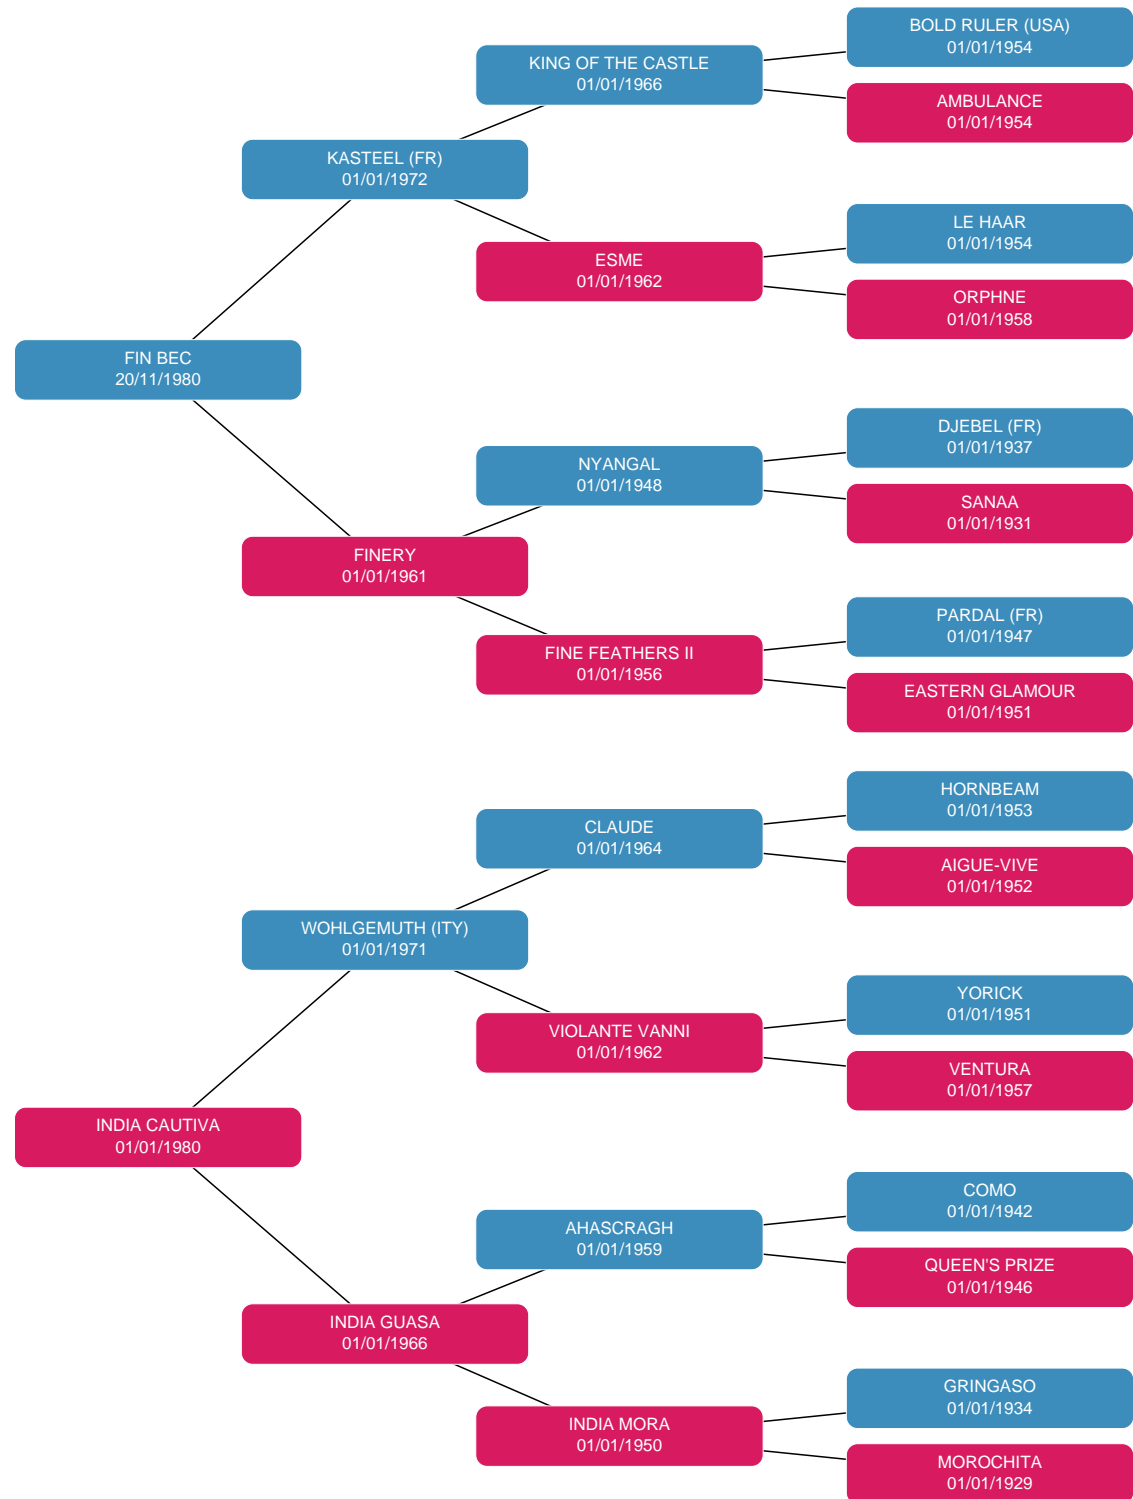 BOLD RULER (USA)
01/01/1954
KING OF THE CASTLE
01/01/1966
AMBULANCE
01/01/1954
KASTEEL (FR)
01/01/1972
LE HAAR
01/01/1954
ESME
01/01/1962
ORPHNE
01/01/1958
FIN BEC
20/11/1980
DJEBEL (FR)
01/01/1937
NYANGAL
01/01/1948
SANAA
01/01/1931
FINERY
01/01/1961
PARDAL (FR)
01/01/1947
FINE FEATHERS II
01/01/1956
EASTERN GLAMOUR
01/01/1951
HORNBEAM
01/01/1953
CLAUDE
01/01/1964
AIGUE-VIVE
01/01/1952
WOHLGEMUTH (ITY)
01/01/1971
YORICK
01/01/1951
VIOLANTE VANNI
01/01/1962
VENTURA
01/01/1957
INDIA CAUTIVA
01/01/1980
COMO
01/01/1942
AHASCRAGH
01/01/1959
QUEEN'S PRIZE
01/01/1946
INDIA GUASA
01/01/1966
GRINGASO
01/01/1934
INDIA MORA
01/01/1950
MOROCHITA
01/01/1929